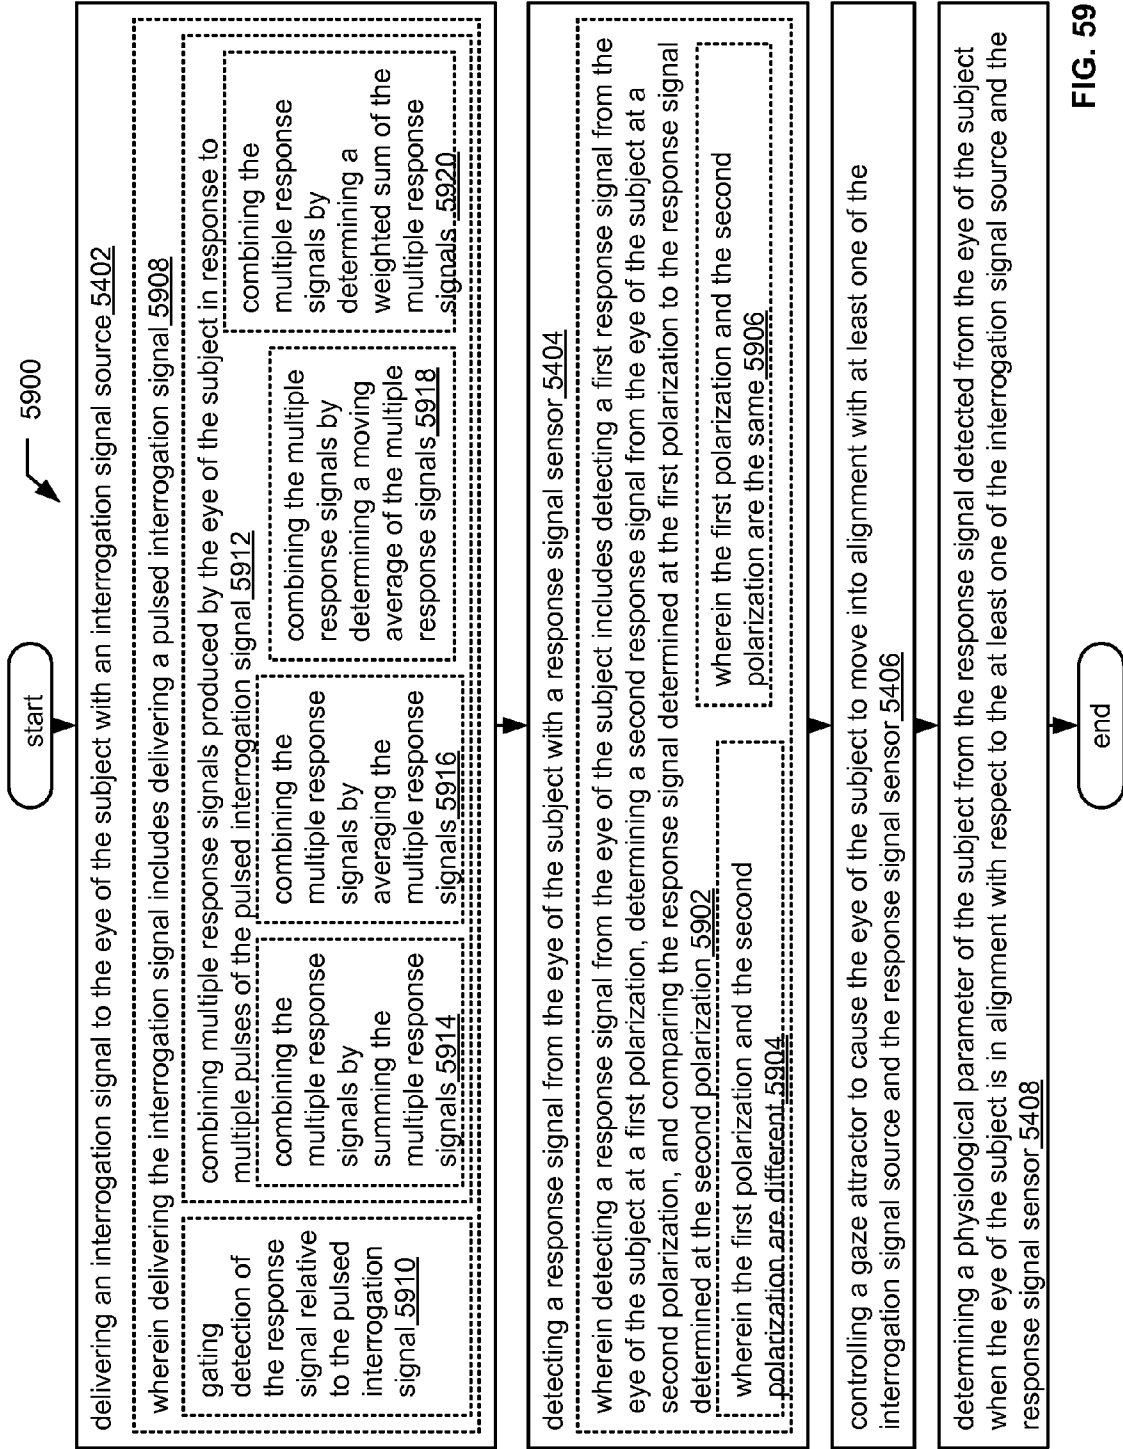 start
5900
delivering an interrogation signal to the eye of the subject with an interrogation signal source 5402
wherein delivering the interrogation signal includes delivering a pulsed interrogation signal 5908
gating
detection of
the response
signal relative
to the pulsed
interrogation
signal 5910
combining multiple response signals produced by the eye of the subject in response to
multiple pulses of the pulsed interrogation signal 5912
combining the
multiple response
signals by
summing the
multiple response
signals 5914
combining the
multiple response
signals by
averaging the
multiple response
signals 5916
combining the multiple
response signals by
determining a moving
average of the multiple
response signals 5918
combining the
multiple response
signals by
determining a
weighted sum of the
multiple response
signals 5920
detecting a response signal from the eye of the subject with a response signal sensor 5404
wherein detecting a response signal from the eye of the subject includes detecting a first response signal from the
eye of the subject at a first polarization, determining a second response signal from the eye of the subject at a
second polarization, and comparing the response signal determined at the first polarization to the response signal
determined at the second polarization 5902
wherein the first polarization and the second
polarization are different 5904
wherein the first polarization and the second
polarization are the same 5906
controlling a gaze attractor to cause the eye of the subject to move into alignment with at least one of the
interrogation signal source and the response signal sensor 5406
determining a physiological parameter of the subject from the response signal detected from the eye of the subject
when the eye of the subject is in alignment with respect to the at least one of the interrogation signal source and the
response signal sensor 5408
end
FIG. 59